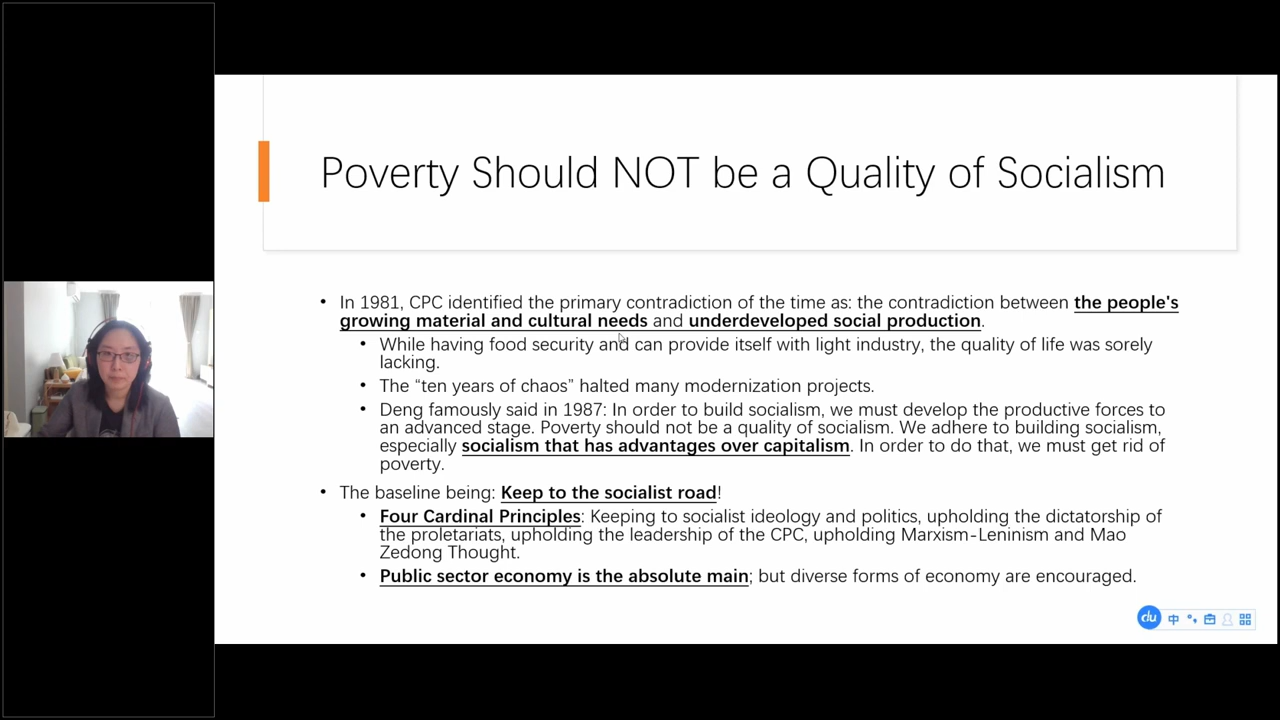 Poverty Should NOT be a Quality of Socialism
• In 1981, CPC identified the primary contradiction of the time as: the contradiction between the people's
growing material and cultural needs and underdeveloped social production.
• While having food security and can provide itself with light industry, the quality of life was sorely
lacking.
• The “ten years of chaos” halted many modernization projects.
• Deng famously said in 1987: In order to build socialism, we must develop the productive forces to
an advanced stage. Poverty should not be a quality of socialism. We adhere to building socialism,
especially socialism that has advantages over capitalism. In order to do that, we must get rid of
poverty.
• The baseline being: Keep to the socialist road!
• Four Cardinal Principles: Keeping to socialist ideology and politics, upholding the dictatorship of
the proletariats, upholding the leadership of the CPC, upholding Marxism-Leninism and Mao
Zedong Thought.
• Public sector economy is the absolute main; but diverse forms of economy are encouraged.
du 中